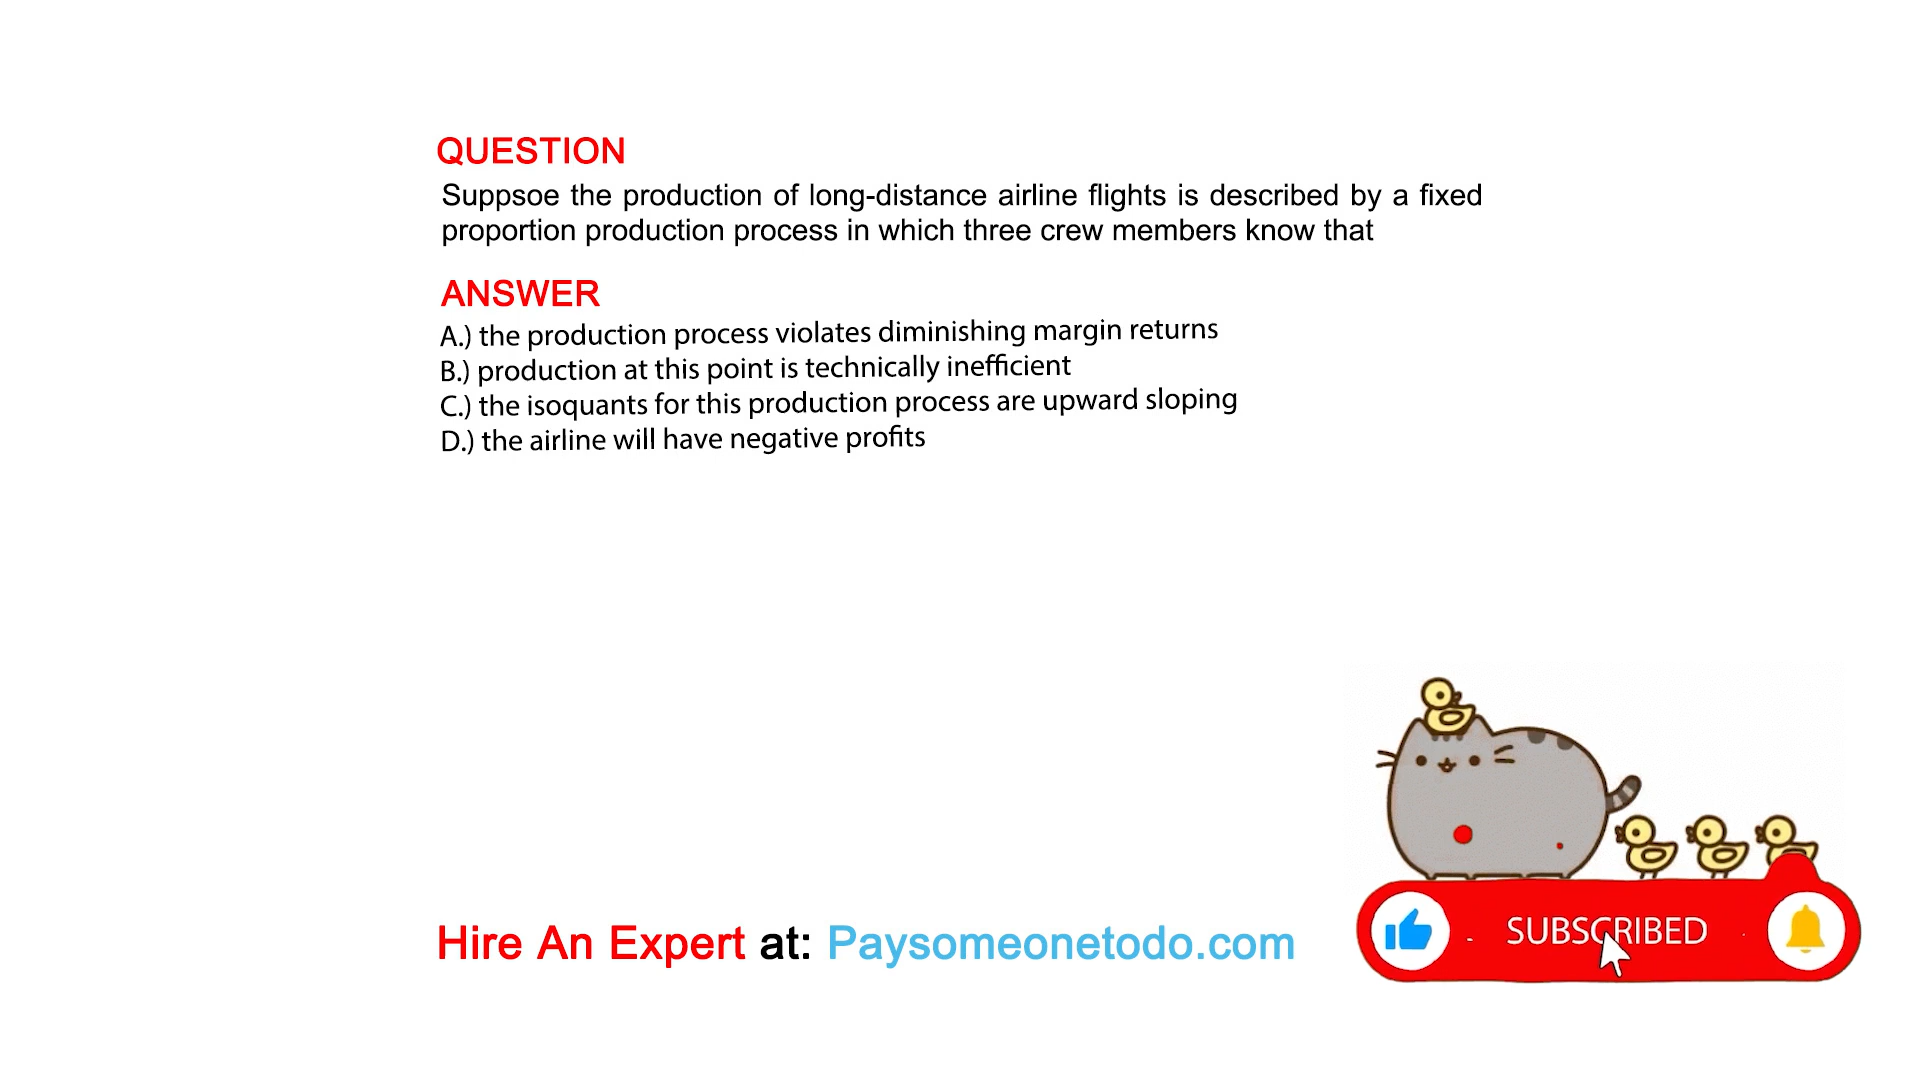 QUESTION
Suppsoe the production of long-distance airline flights is described by a fixed
proportion production process in which three crew members know that
ANSWER
A.) the production process violates diminishing margin returns
B.) production at this point is technically inefficient
C.) the isoquants for this production process are upward sloping
D.) the airline will have negative profits
Hire An Expert at: Paysomeonetodo.com
SUBSCRIBED